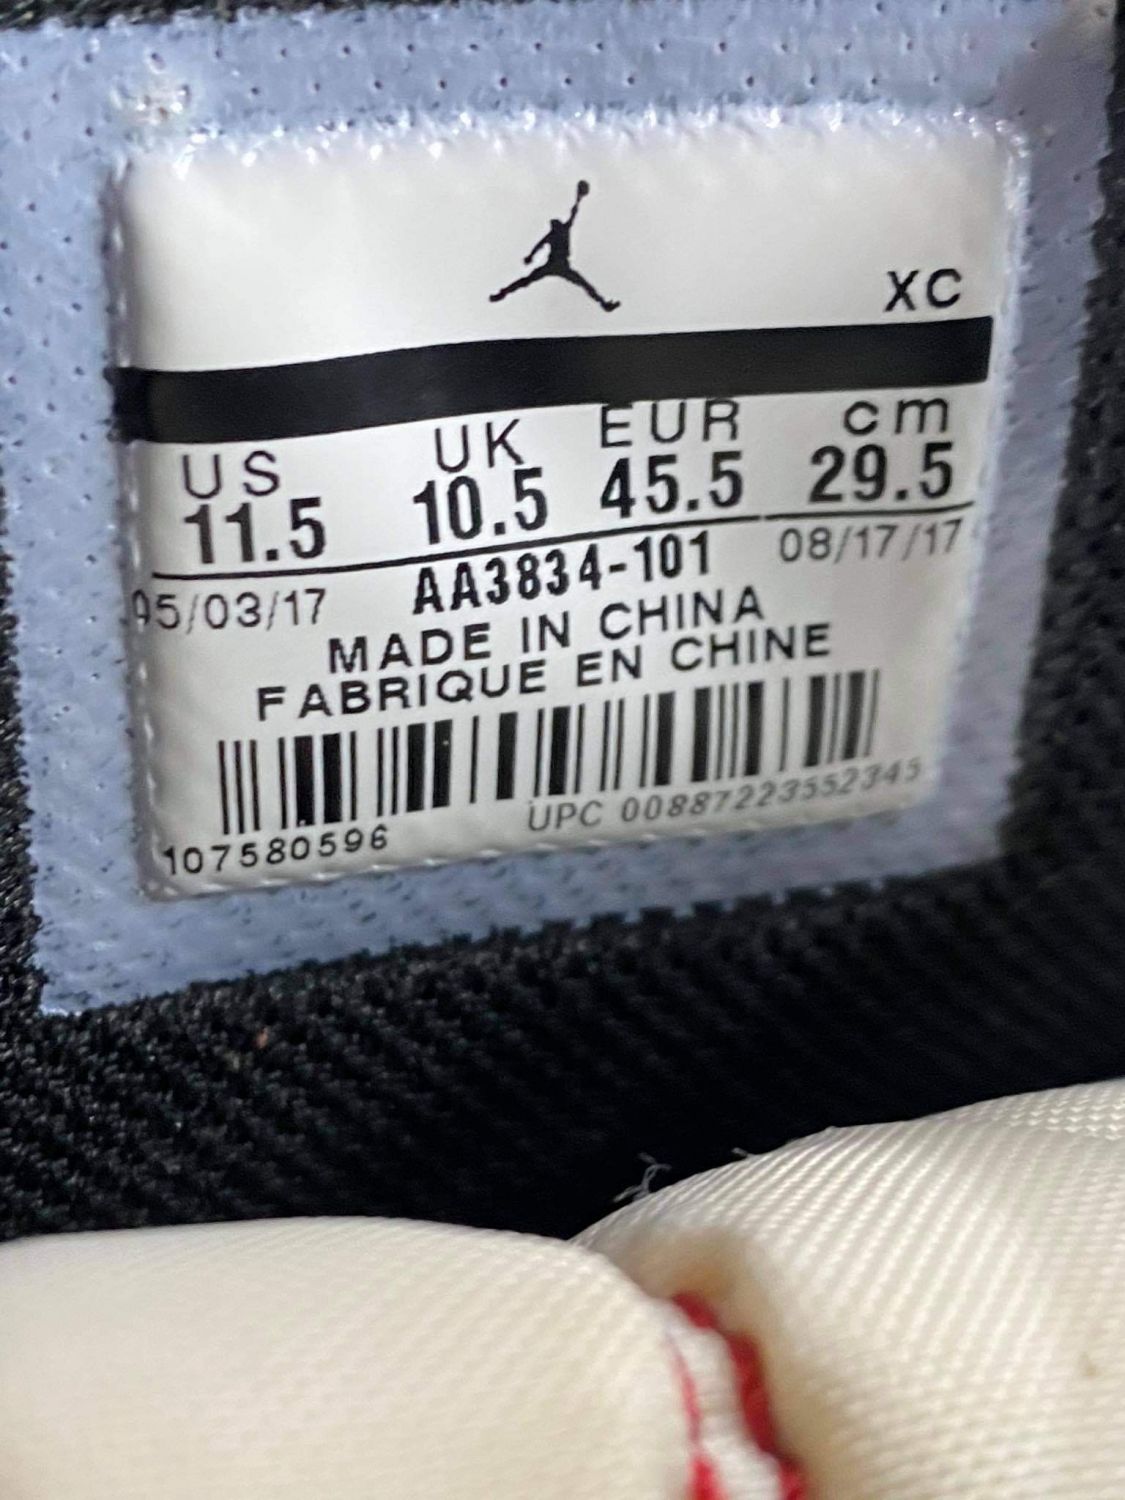 XC
US UK EUR cm
11.5 10.5 45.5 29.5
05/03/17 AA3834-101 08/17/17
MADE IN CHINA
FABRIQUE EN CHINE
107580596 UPC 00887223552345